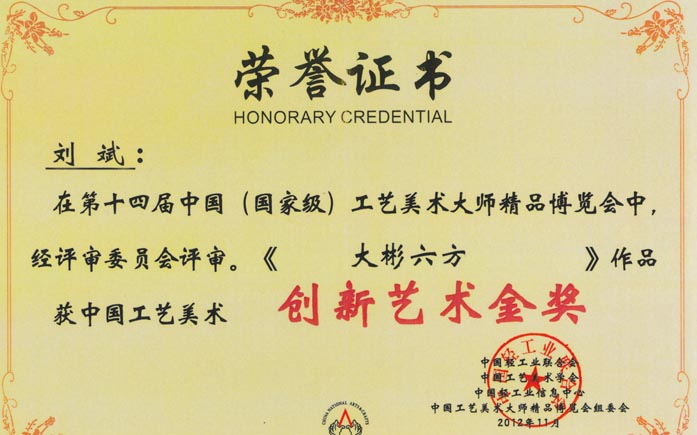 荣誉证书
HONORARY CREDENTIAL
刘 斌：
在第十四届中国（国家级）工艺美术大师精品博览会中，
经评审委员会评审。《 大彬六方 》作品
获中国工艺美术 创新艺术金奖
中国轻工业联合会
中国工艺美术学会
中国轻工业信息中心
中国工艺美术大师精品博览会组委会
2012年11月
CHINA NATIONAL ARTS & CRAFTS